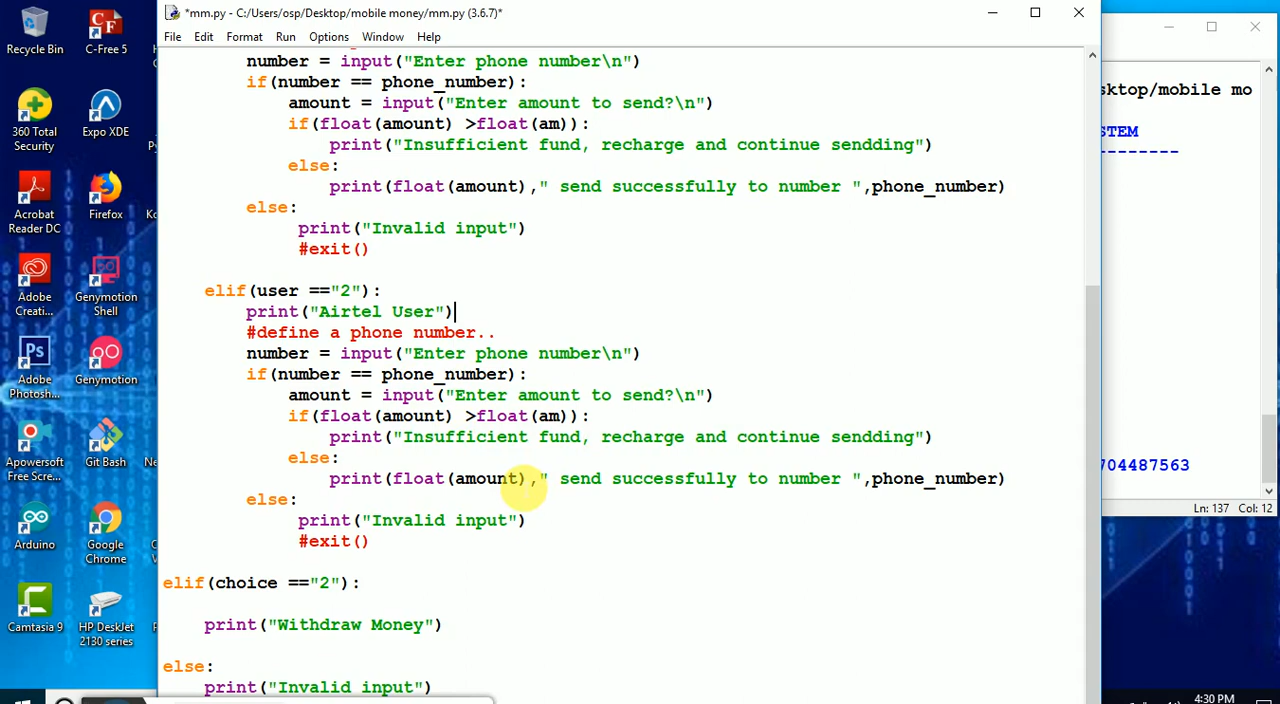 *mm.py - C:/Users/osp/Desktop/mobile money/mm.py (3.6.7)*
File Edit Format Run Options Window Help
number = input("Enter phone number\n")
if(number == phone_number):
amount = input("Enter amount to send?\n")
if(float(amount) >float(am)):
print("Insufficient fund, recharge and continue sendding")
else:
print(float(amount)," send successfully to number ",phone_number)
else:
print("Invalid input")
#exit()
elif(user =="2"):
print("Airtel User")
#define a phone number..
number = input("Enter phone number\n")
if(number == phone_number):
amount = input("Enter amount to send?\n")
if(float(amount) >float(am)):
print("Insufficient fund, recharge and continue sendding")
else:
print(float(amount)," send successfully to number ",phone_number)
else:
print("Invalid input")
#exit()
elif(choice =="2"):
print("Withdraw Money")
else:
print("Invalid input")
Recycle Bin
C-Free 5
360 Total
Security
Expo XDE
Acrobat
Reader DC
Firefox
Adobe
Creati...
Genymotion
Shell
Adobe
Photosh...
Genymotion
Apowersoft
Free Scre...
Git Bash
Arduino
Google
Chrome
Camtasia 9
HP DeskJet
2130 series
sktop/mobile mo
STEM
--------
704487563
Ln: 137 Col: 12
4:30 PM